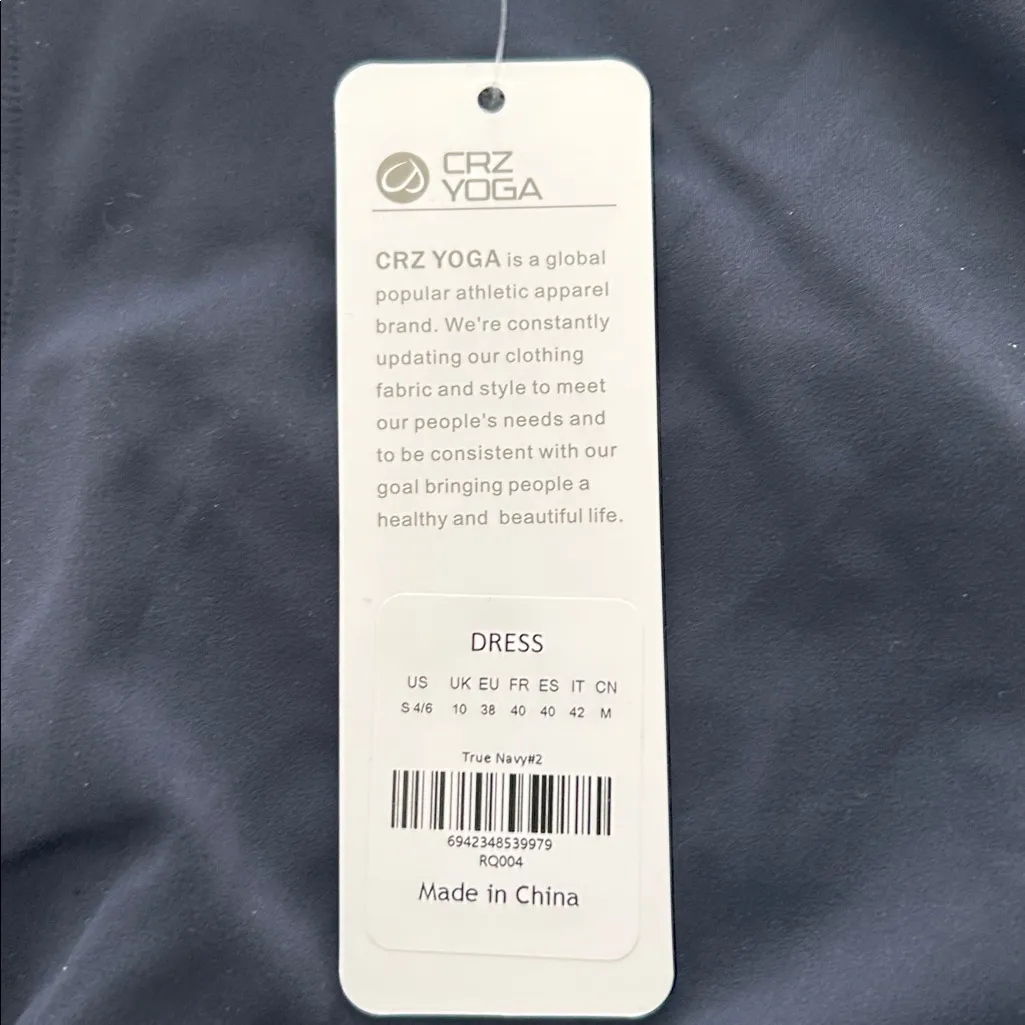 CRZ
YOGA
CRZ YOGA is a global
popular athletic apparel
brand. We're constantly
updating our clothing
fabric and style to meet
our people's needs and
to be consistent with our
goal bringing people a
healthy and beautiful life.
DRESS
US UK EU FR ES IT CN
S 4/6 10 38 40 40 42 M
True Navy#2
6942348539979
RQ004
Made in China